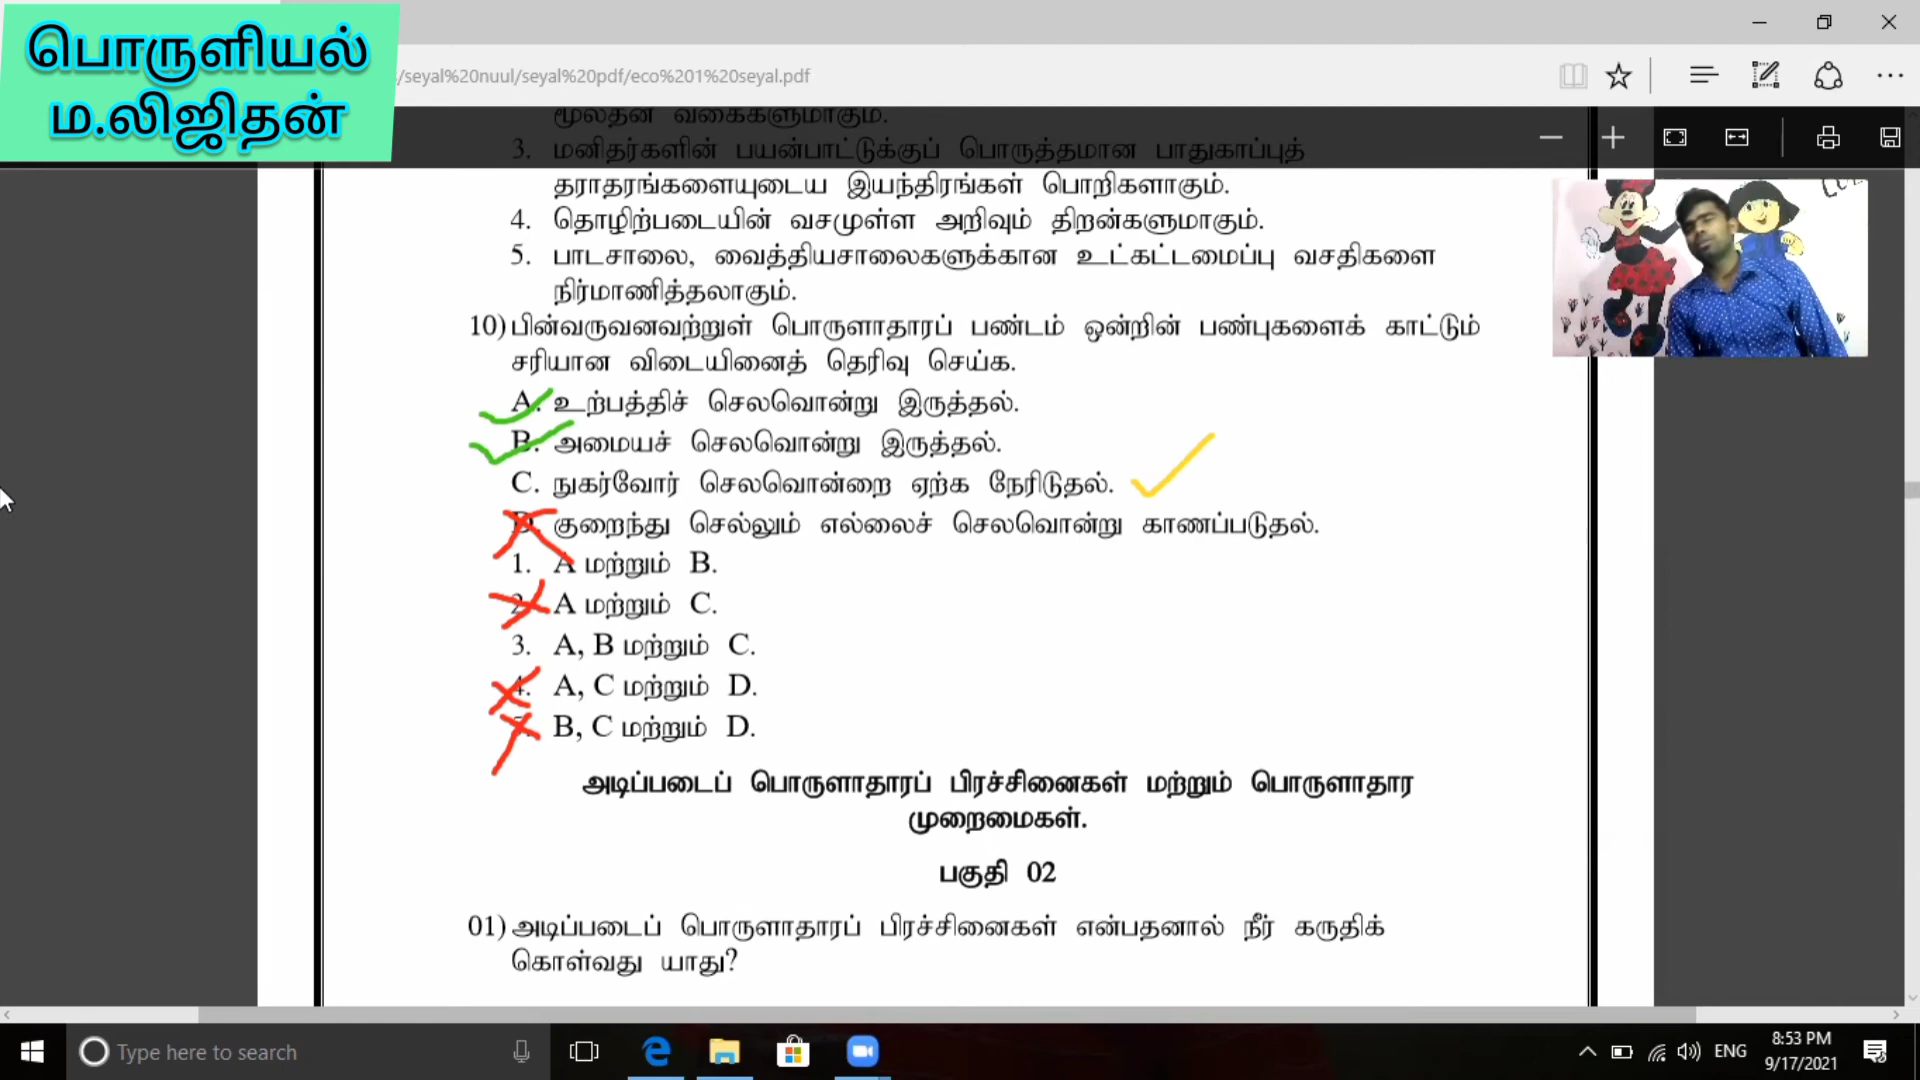 பொருளியல்
ம.லிஜிதன்
/seyal%20nuul/seyal%20pdf/eco%201%20seyal.pdf
மூலதன வகைகளுமாகும்.
3. மனிதர்களின் பயன்பாட்டுக்குப் பொருத்தமான பாதுகாப்புத்
தராதரங்களையுடைய இயந்திரங்கள் பொறிகளாகும்.
4. தொழிற்படையின் வசமுள்ள அறிவும் திறன்களுமாகும்.
5. பாடசாலை, வைத்தியசாலைகளுக்கான உட்கட்டமைப்பு வசதிகளை
நிர்மாணித்தலாகும்.
10) பின்வருவனவற்றுள் பொருளாதாரப் பண்டம் ஒன்றின் பண்புகளைக் காட்டும்
சரியான விடையினைத் தெரிவு செய்க.
A. உற்பத்திச் செலவொன்று இருத்தல்.
B. அமையச் செலவொன்று இருத்தல்.
C. நுகர்வோர் செலவொன்றை ஏற்க நேரிடுதல்.
D. குறைந்து செல்லும் எல்லைச் செலவொன்று காணப்படுதல்.
1. A மற்றும் B.
2. A மற்றும் C.
3. A, B மற்றும் C.
4. A, C மற்றும் D.
5. B, C மற்றும் D.
அடிப்படைப் பொருளாதாரப் பிரச்சினைகள் மற்றும் பொருளாதார
முறைமைகள்.
பகுதி 02
01) அடிப்படைப் பொருளாதாரப் பிரச்சினைகள் என்பதனால் நீர் கருதிக்
கொள்வது யாது?
Type here to search
ENG
8:53 PM
9/17/2021